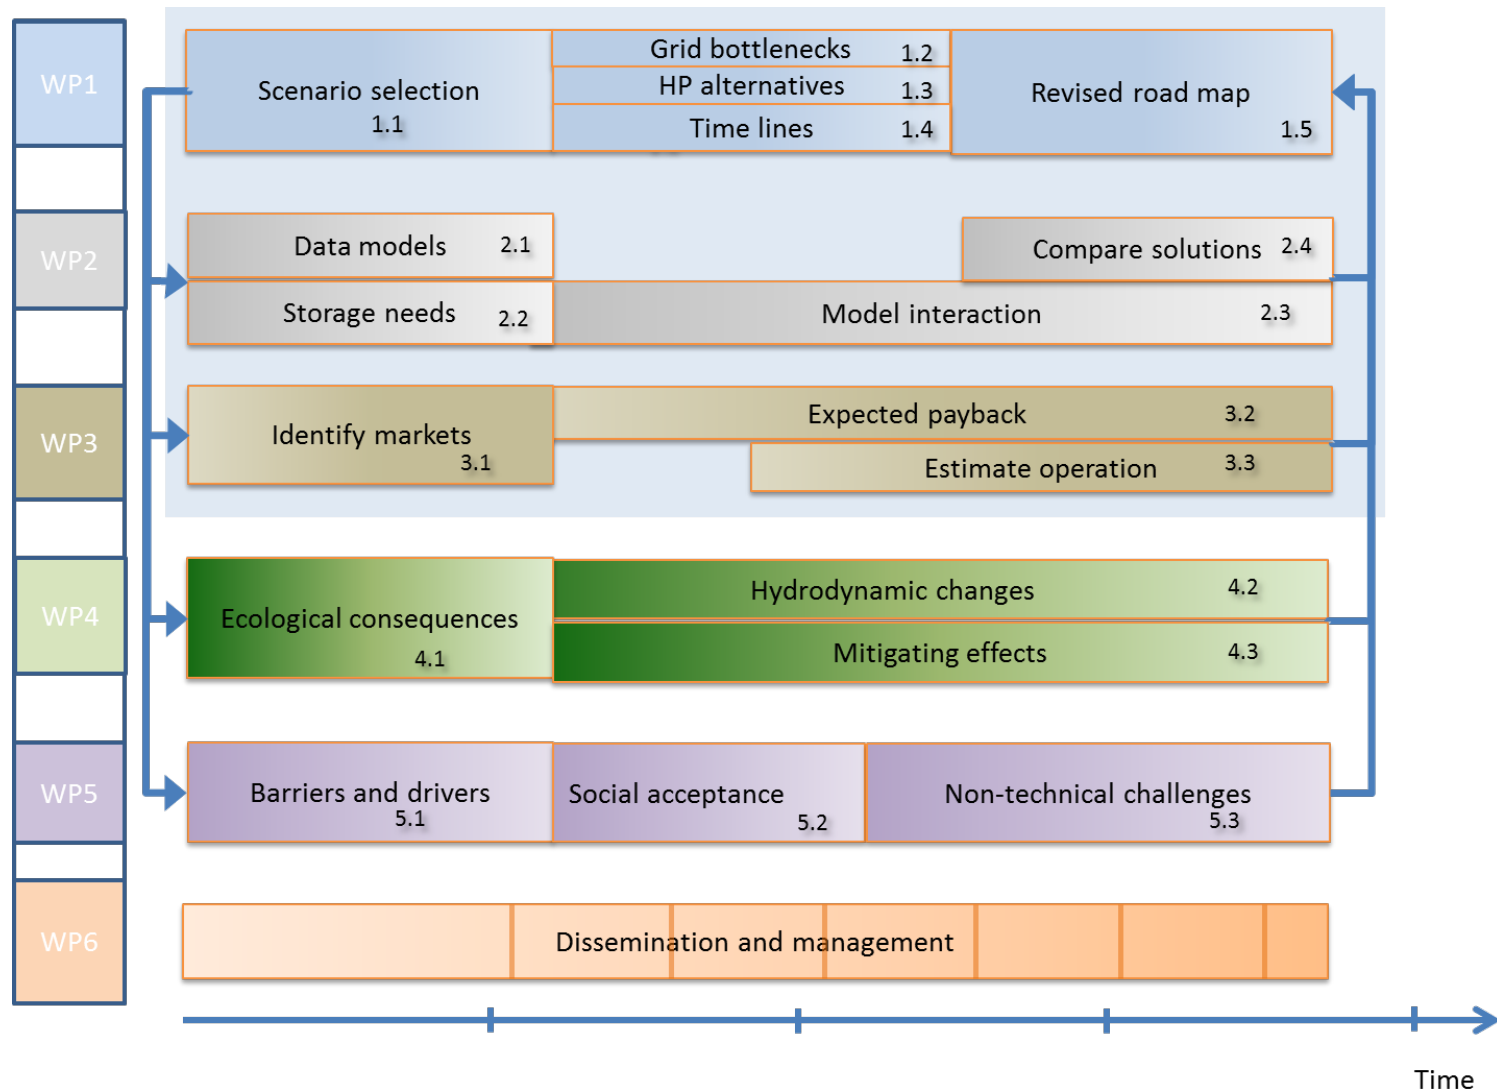 WP1
Scenario selection
1.1
Grid bottlenecks 1.2
HP alternatives 1.3
Time lines 1.4
Revised road map
1.5
WP2
Data models 2.1
Storage needs 2.2
Compare solutions 2.4
Model interaction 2.3
WP3
Identify markets
3.1
Expected payback 3.2
Estimate operation 3.3
WP4
Ecological consequences
4.1
Hydrodynamic changes 4.2
Mitigating effects 4.3
WP5
Barriers and drivers
5.1
Social acceptance
5.2
Non-technical challenges
5.3
WP6
Dissemination and management
Time